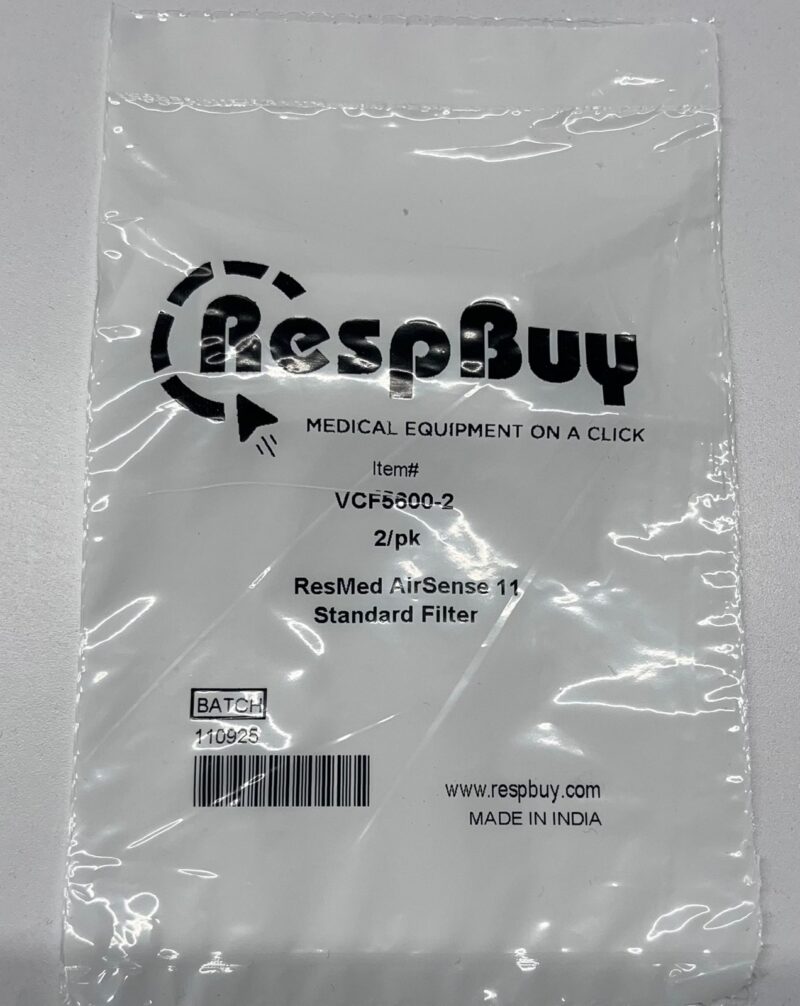 RespBuy
MEDICAL EQUIPMENT ON A CLICK
Item#
VCF5600-2
2/pk
ResMed AirSense 11
Standard Filter
BATCH
110925
www.respbuy.com
MADE IN INDIA